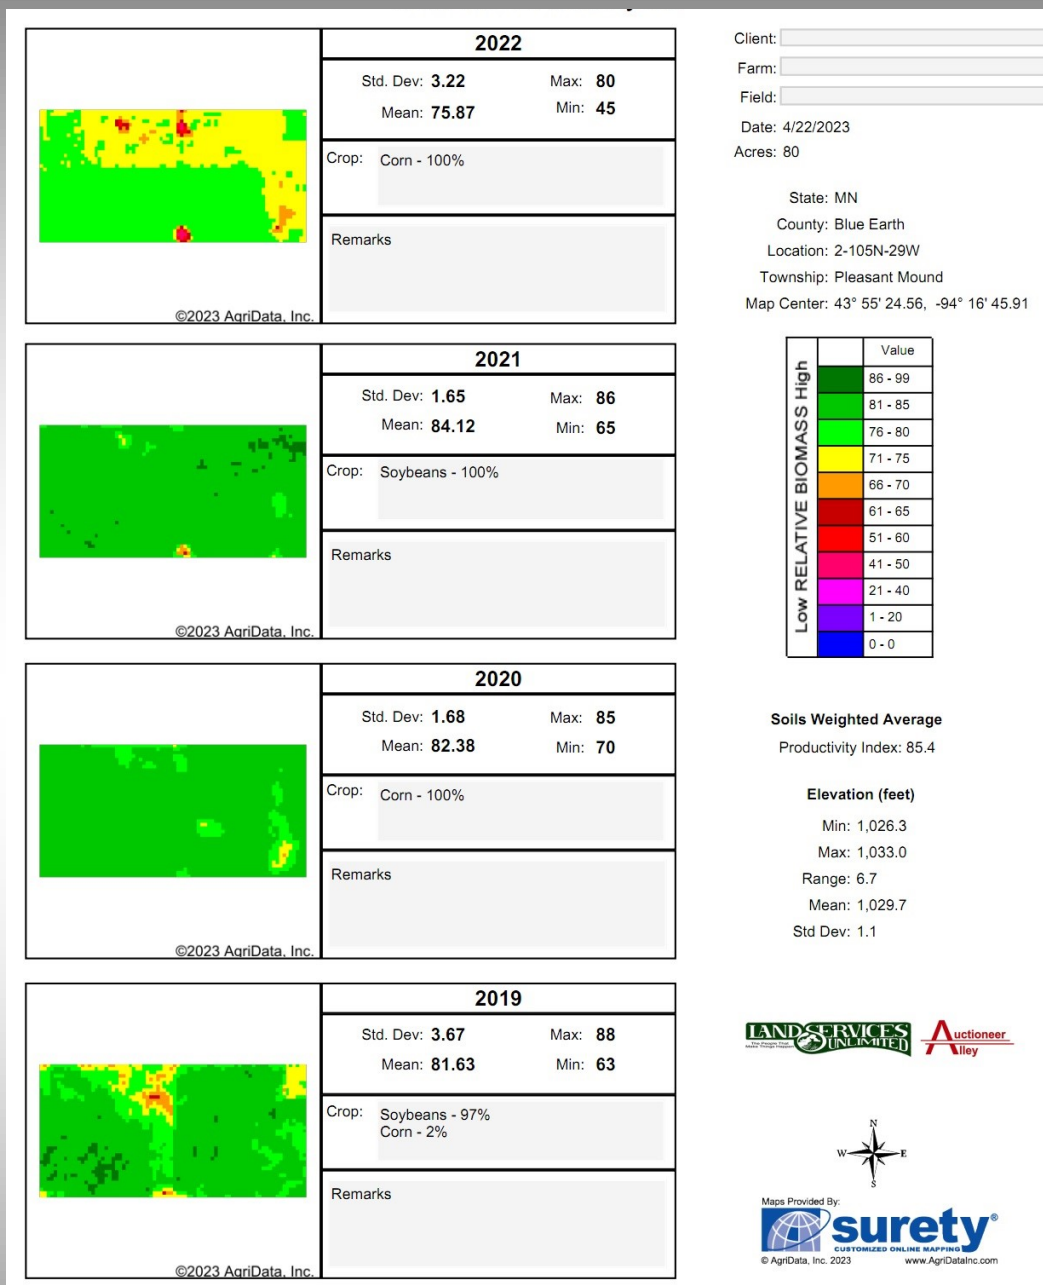 2022
Std. Dev: 3.22 Max: 80
Mean: 75.87 Min: 45
Crop: Corn - 100%
Remarks
©2023 AgriData, Inc.
2021
Std. Dev: 1.65 Max: 86
Mean: 84.12 Min: 65
Crop: Soybeans - 100%
Remarks
©2023 AgriData, Inc.
2020
Std. Dev: 1.68 Max: 85
Mean: 82.38 Min: 70
Crop: Corn - 100%
Remarks
©2023 AgriData, Inc.
2019
Std. Dev: 3.67 Max: 88
Mean: 81.63 Min: 63
Crop: Soybeans - 97%
Corn - 2%
Remarks
©2023 AgriData, Inc.
Client:
Farm:
Field:
Date: 4/22/2023
Acres: 80
State: MN
County: Blue Earth
Location: 2-105N-29W
Township: Pleasant Mound
Map Center: 43° 55' 24.56, -94° 16' 45.91
Low RELATIVE BIOMASS High
Value
86 - 99
81 - 85
76 - 80
71 - 75
66 - 70
61 - 65
51 - 60
41 - 50
21 - 40
1 - 20
0 - 0
Soils Weighted Average
Productivity Index: 85.4
Elevation (feet)
Min: 1,026.3
Max: 1,033.0
Range: 6.7
Mean: 1,029.7
Std Dev: 1.1
LAND SERVICES
UNLIMITED
The People That
Make Things Happen
Auctioneer
Alley
N
W E
S
Maps Provided By:
surety®
CUSTOMIZED ONLINE MAPPING
© AgriData, Inc. 2023 www.AgriDataInc.com